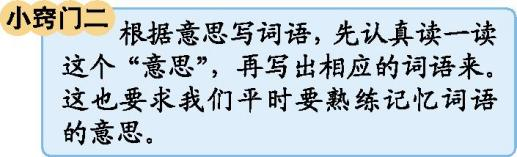 小窍门二
根据意思写词语，先认真读一读
这个“意思”，再写出相应的词语来。
这也要求我们平时要熟练记忆词语
的意思。